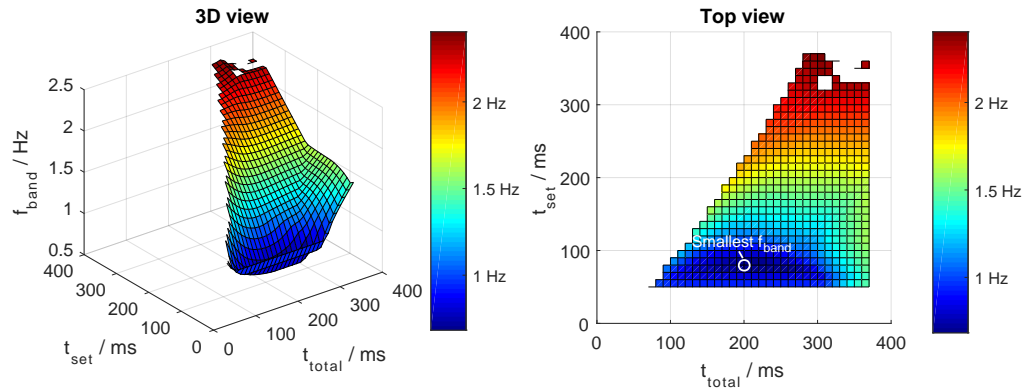 3D view
2.5
2
1.5
1
0.5
f_band / Hz
400
300
200
100
0
t_set / ms
0
100
200
300
400
t_total / ms
2 Hz
1.5 Hz
1 Hz
Top view
400
300
200
100
0
t_set / ms
Smallest f_band
0
100
200
300
400
t_total / ms
2 Hz
1.5 Hz
1 Hz